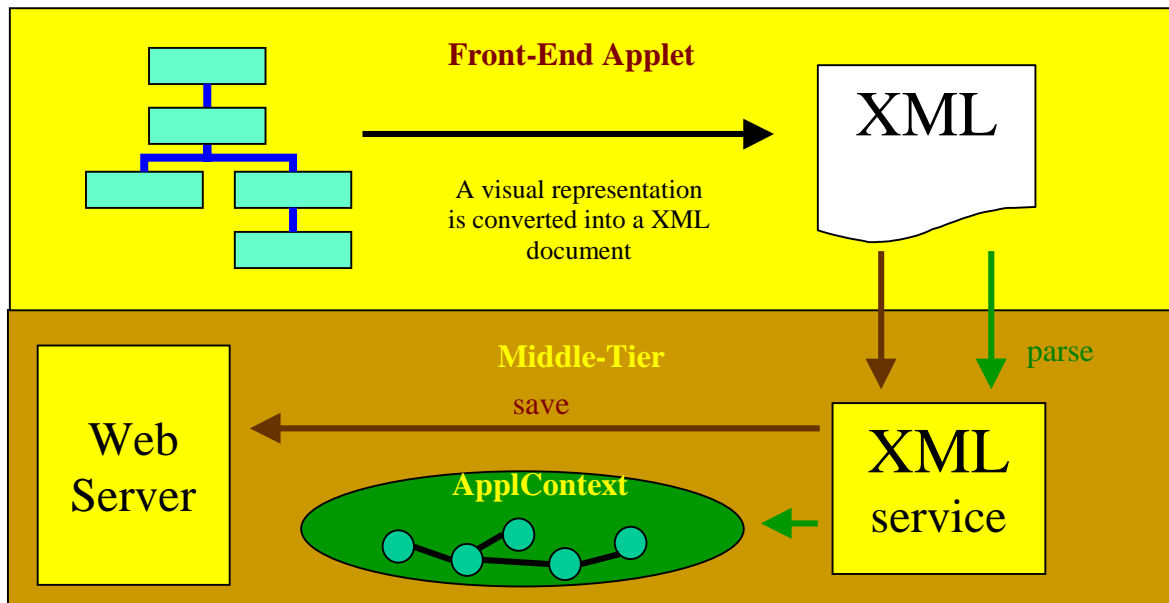 Front-End Applet
XML
A visual representation
is converted into a XML
document
Middle-Tier
parse
save
Web
Server
XML
service
ApplContext